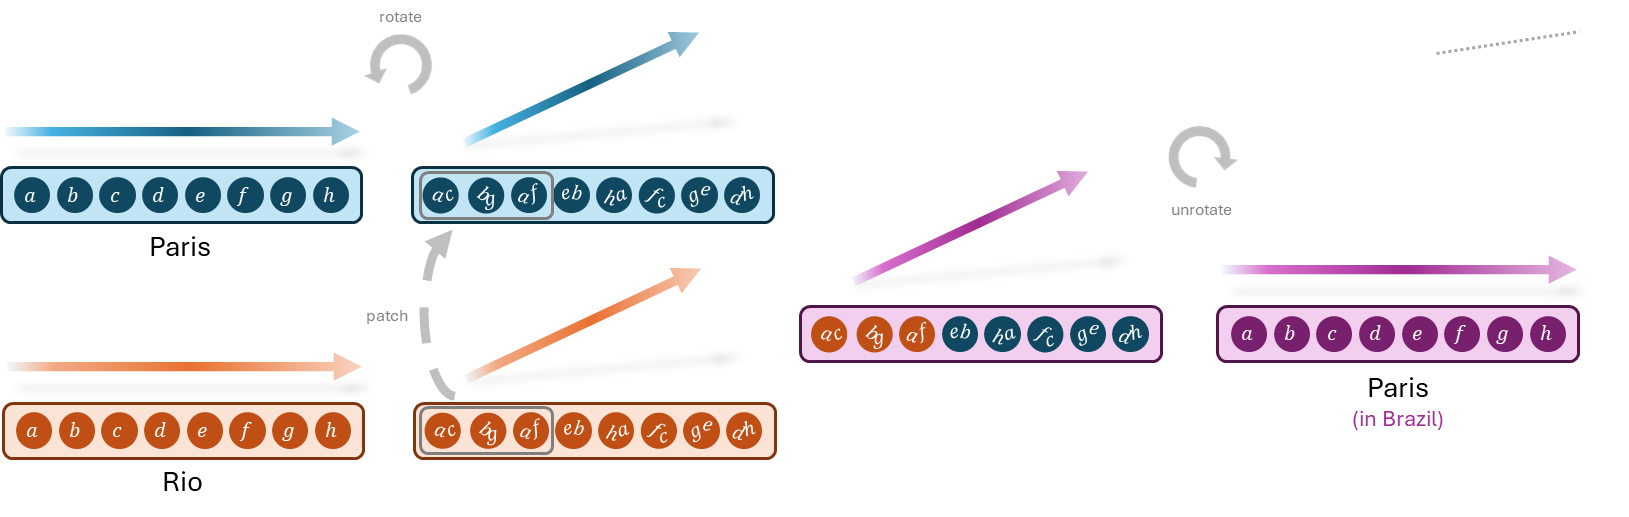 rotate
a b c d e f g h
Paris
ac bg af eb ha fc ge dh
patch
a b c d e f g h
Rio
ac bg af eb ha fc ge dh
ac bg af eb ha fc ge dh
unrotate
a b c d e f g h
Paris
(in Brazil)